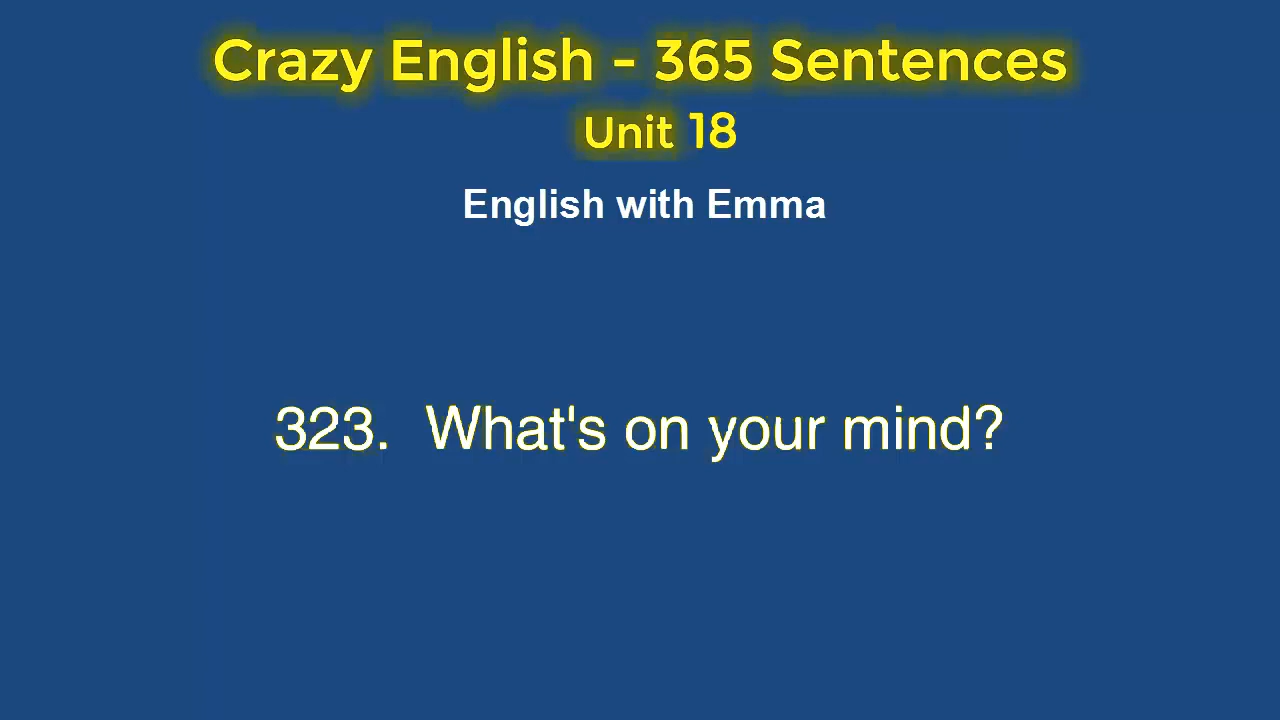 Crazy English - 365 Sentences
Unit 18
English with Emma
323. What's on your mind?